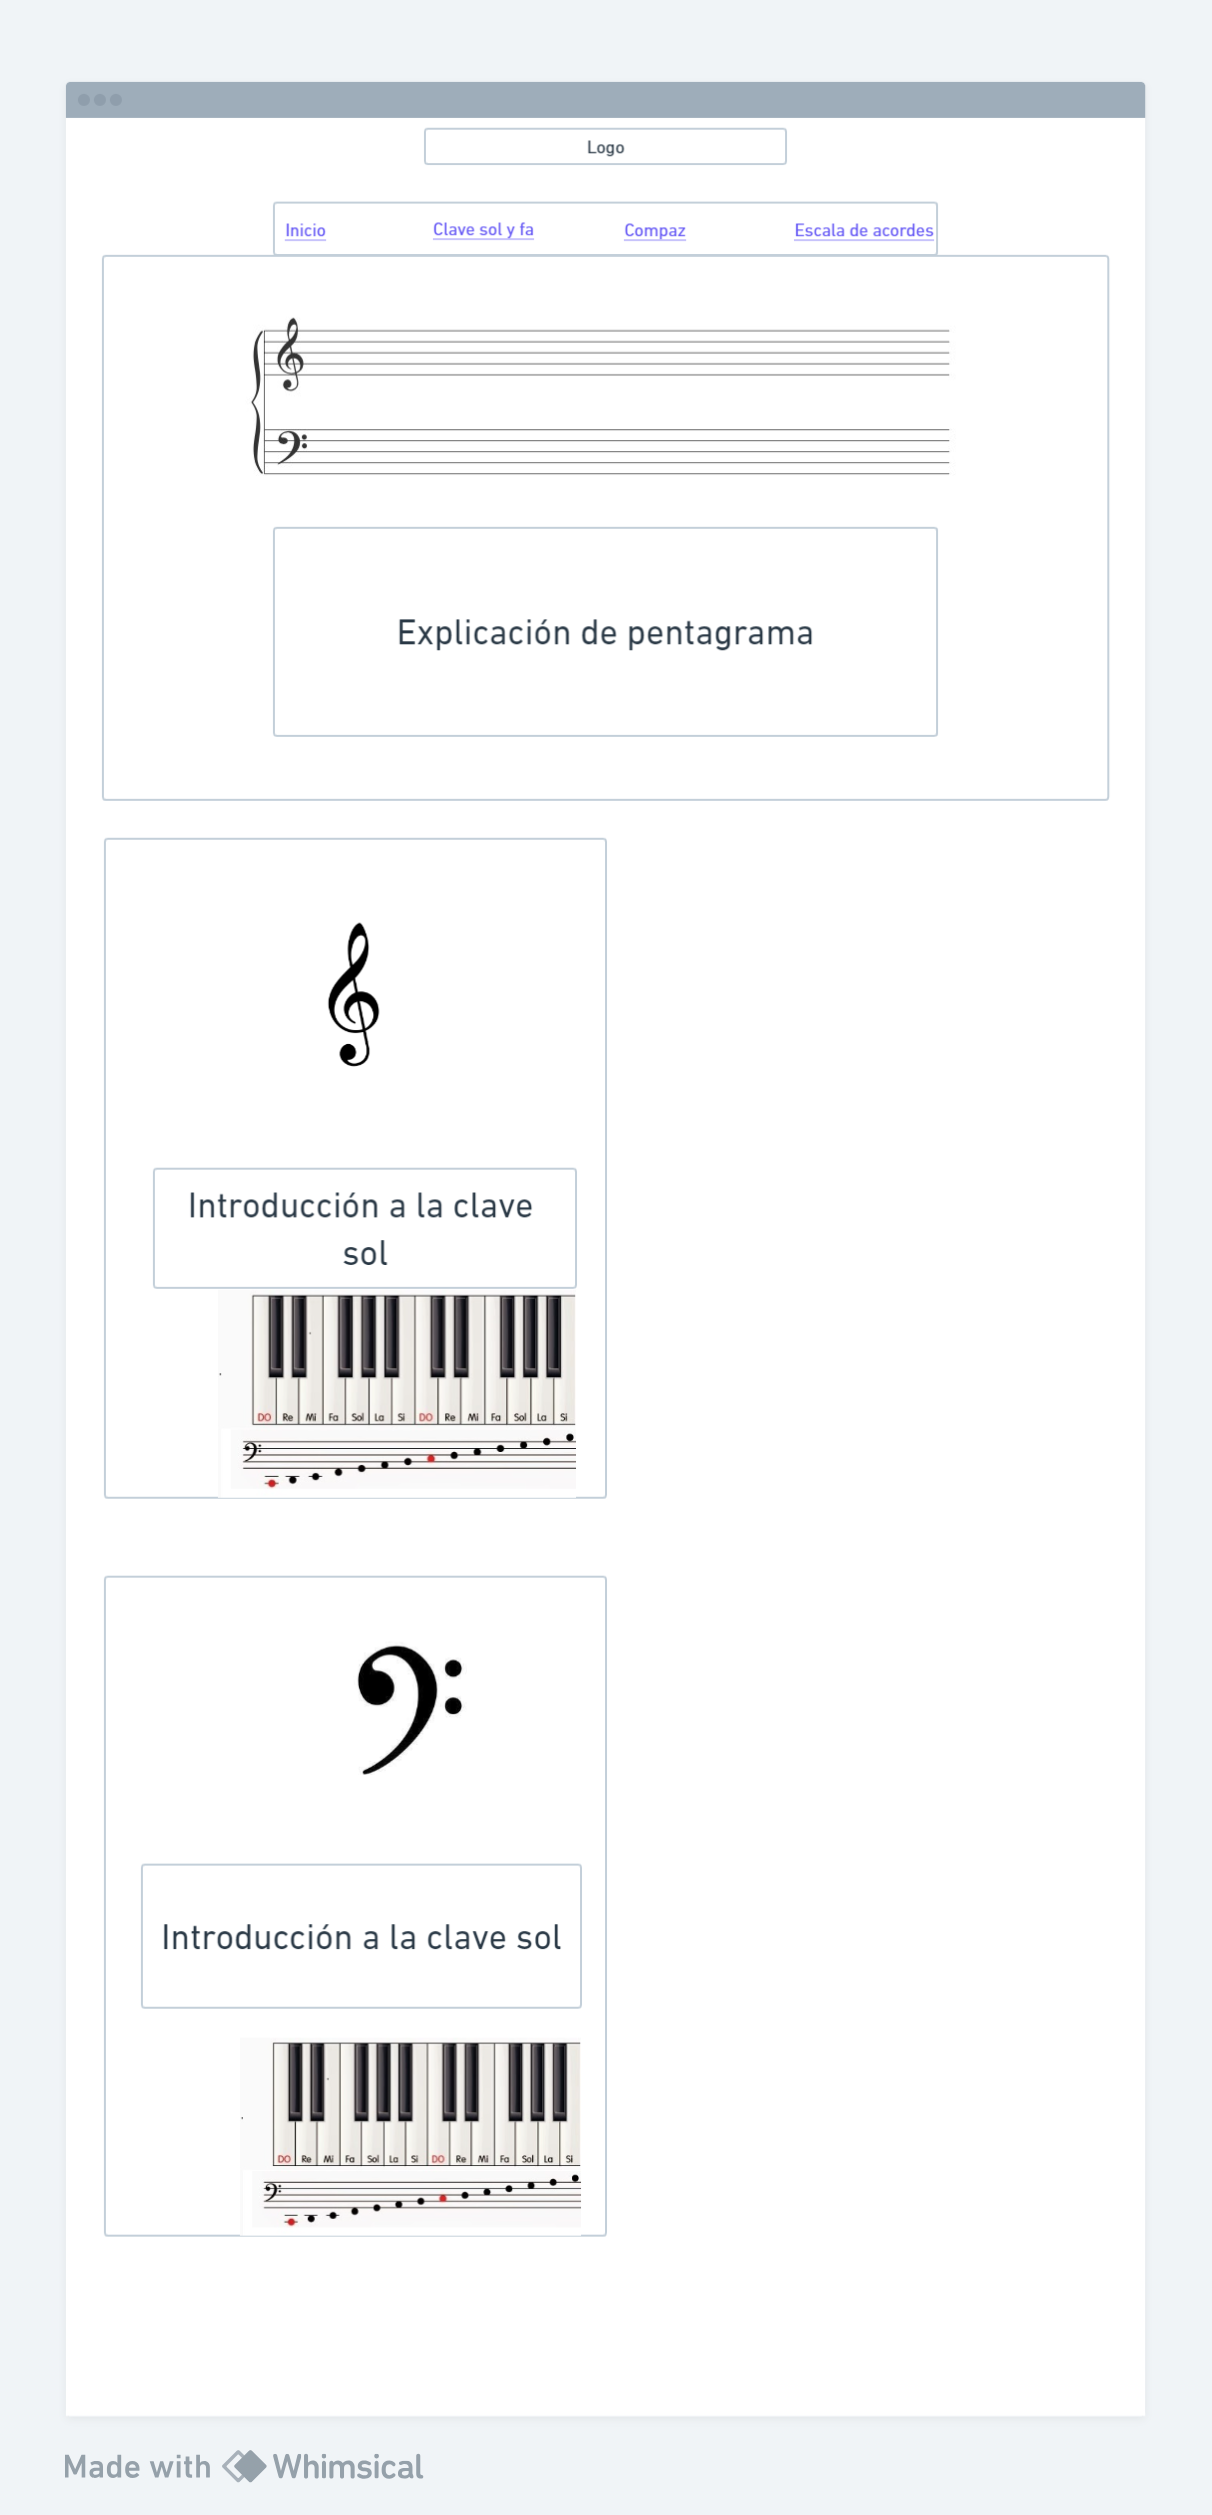 Logo
Inicio Clave sol y fa Compaz Escala de acordes
Explicación de pentagrama
Introducción a la clave
sol
DO Re Mi Fa Sol La Si DO Re Mi Fa Sol La Si
Introducción a la clave sol
DO Re Mi Fa Sol La Si DO Re Mi Fa Sol La Si
Made with Whimsical